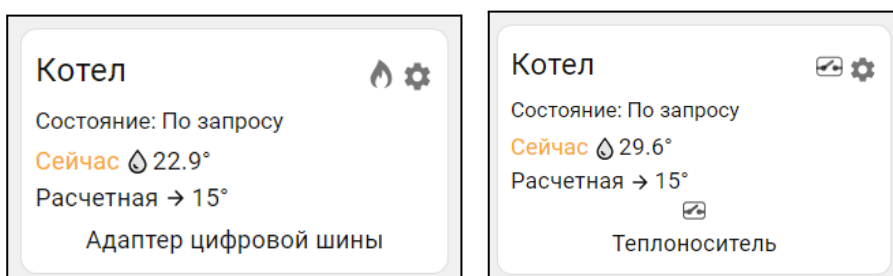 Котел
Состояние: По запросу
Сейчас 22.9°
Расчетная → 15°
Адаптер цифровой шины
Котел
Состояние: По запросу
Сейчас 29.6°
Расчетная → 15°
Теплоноситель